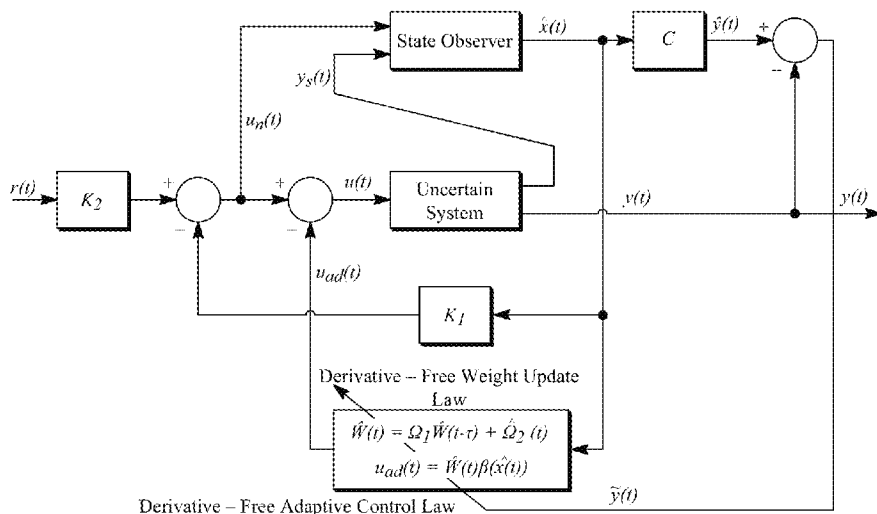 State Observer
x̂(t)
C
ŷ(t)
+
–
y_s(t)
u_n(t)
r(t)
K_2
+
–
+
–
u(t)
Uncertain
System
y(t)
y(t)
u_ad(t)
K_1
Derivative – Free Weight Update
Law
Ŵ(t) = Ω_1Ŵ(t-τ) + Ω̂_2 (t)
u_ad(t) = Ŵ(t)β(x̂(t))
ỹ(t)
Derivative – Free Adaptive Control Law